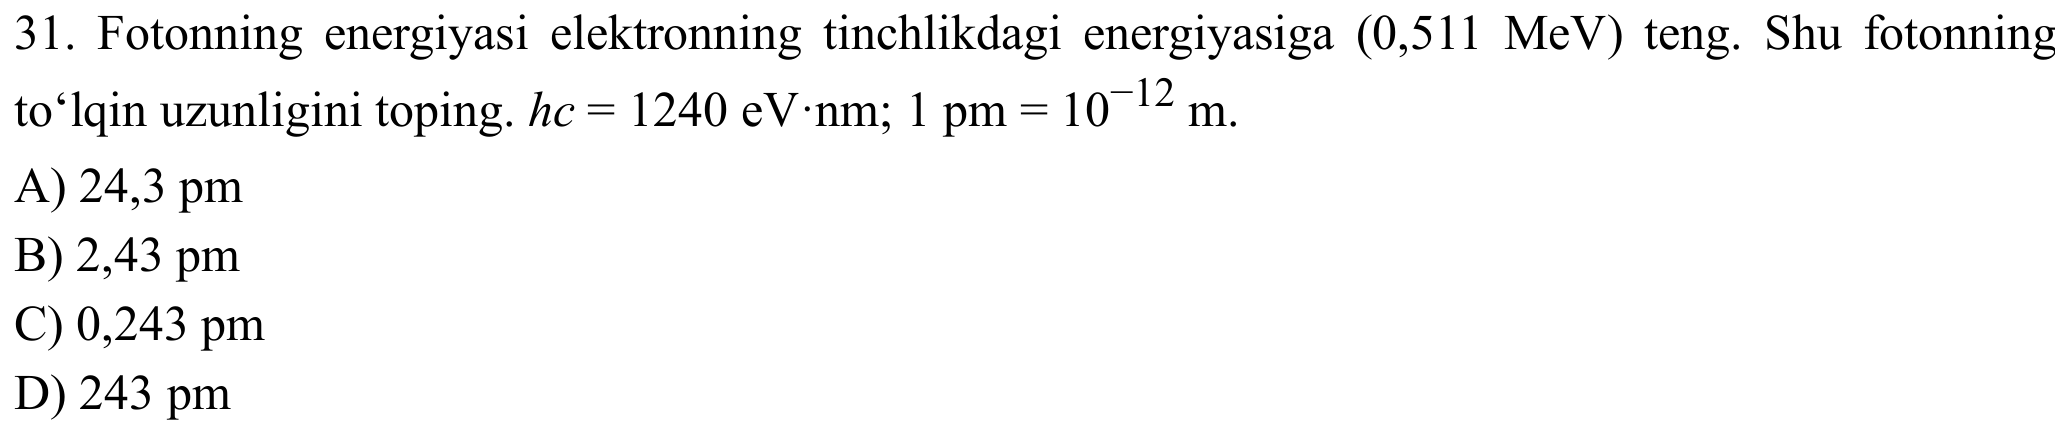 31. Fotonning energiyasi elektronning tinchlikdagi energiyasiga (0,511 MeV) teng. Shu fotonning
to‘lqin uzunligini toping. hc = 1240 eV·nm; 1 pm = 10⁻¹² m.
A) 24,3 pm
B) 2,43 pm
C) 0,243 pm
D) 243 pm